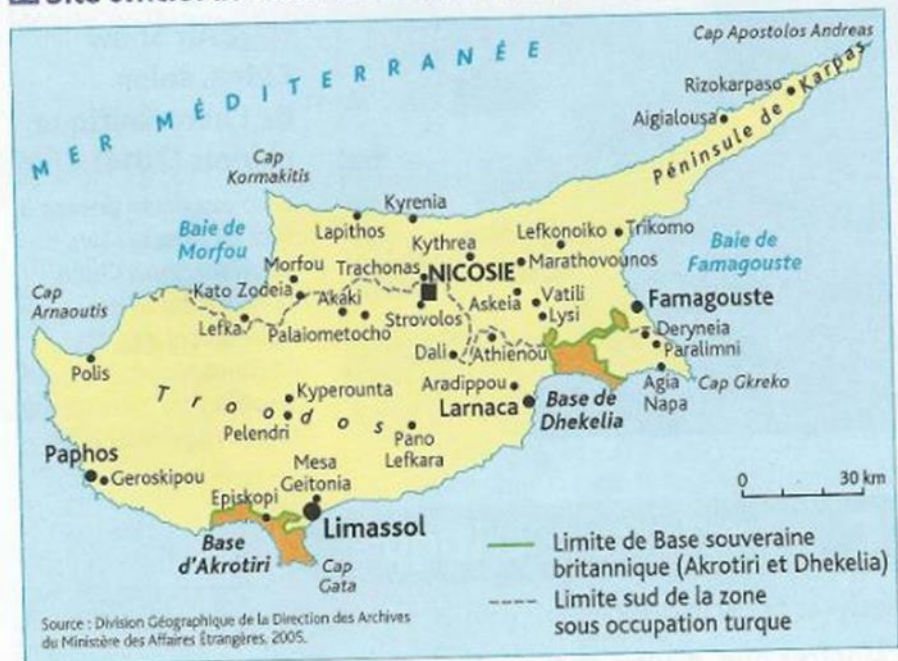 Cap Apostolos Andreas
MER MÉDITERRANÉE
Rizokarpaso
Aigialousa
Péninsule de Karpas
Cap
Kormakitis
Kyrenia
Lapithos
Baie de
Morfou
Kythrea
Lefkonoiko
Trikomo
Baie de
Famagouste
Morfou
Trachonas
NICOSIE
Marathovounos
Cap
Arnaoutis
Kato Zodeia
Akaki
Askeia
Vatili
Famagouste
Lefka
Palaiometocho
Strovolos
Lysi
Deryneia
Paralimni
Dali
Athienou
Polis
Troodos
Kyperounta
Aradippou
Agia
Napa
Cap Gkreko
Larnaca
Base de
Dhekelia
Pelendri
Pano
Lefkara
Paphos
Geroskipou
Mesa
Geitonia
0 30 km
Episkopi
Limassol
Base
d'Akrotiri
Cap
Gata
Limite de Base souveraine
britannique (Akrotiri et Dhekelia)
Limite sud de la zone
sous occupation turque
Source : Division Géographique de la Direction des Archives
du Ministère des Affaires Étrangères, 2005.